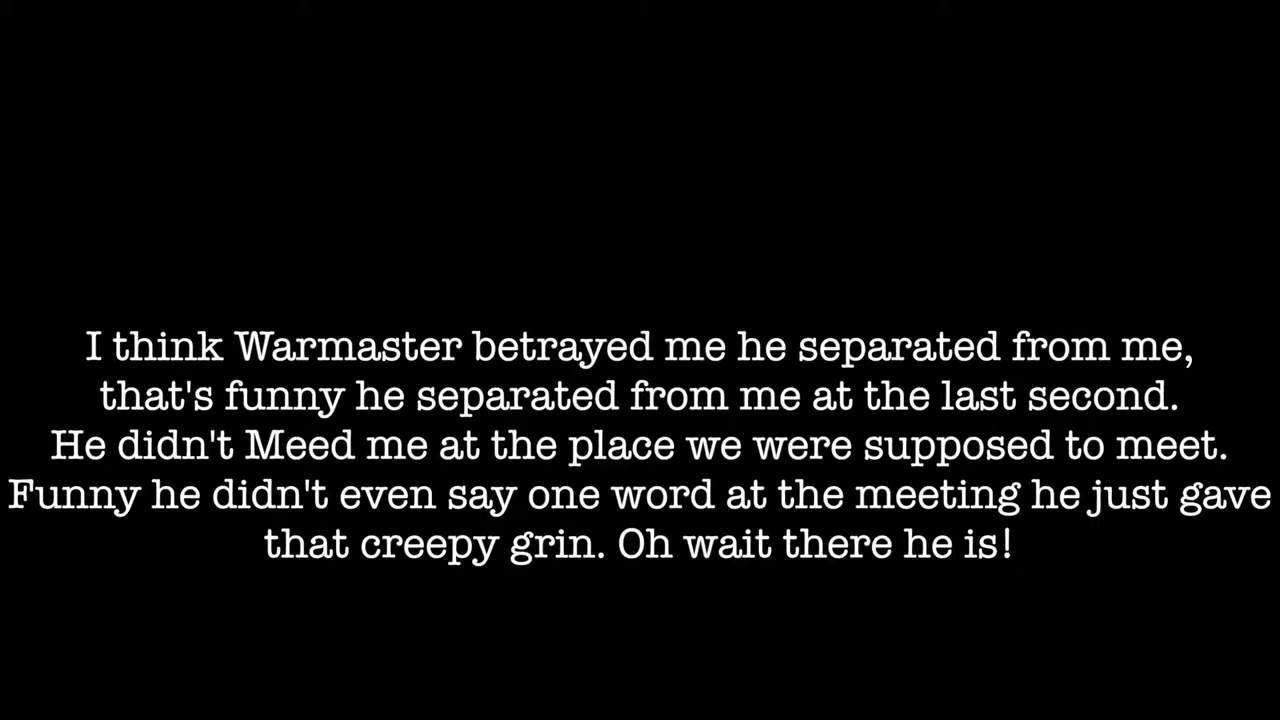 I think Warmaster betrayed me he separated from me,
that's funny he separated from me at the last second.
He didn't Meed me at the place we were supposed to meet.
Funny he didn't even say one word at the meeting he just gave
that creepy grin. Oh wait there he is!